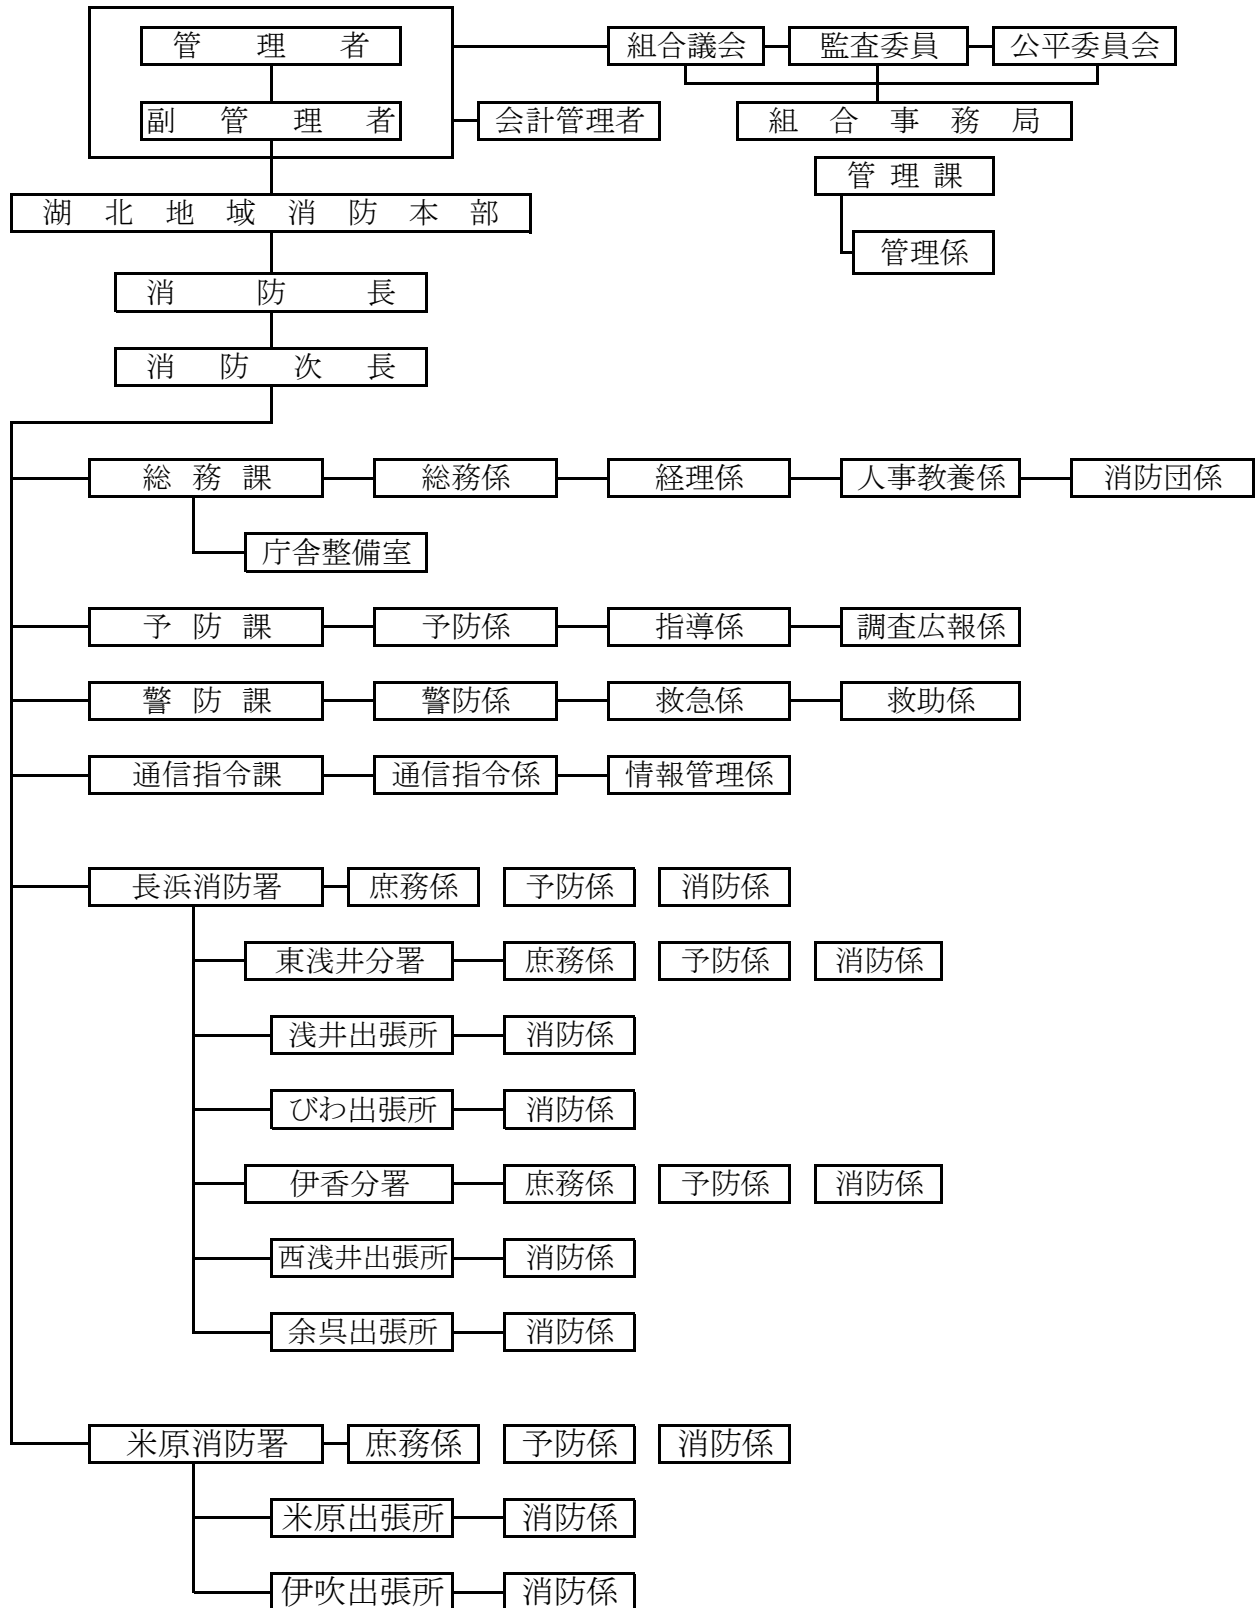 管理者 組合議会 監査委員 公平委員会
副管理者 会計管理者 組合事務局
管理課
湖北地域消防本部
管理係
消防長
消防次長
総務課 総務係 経理係 人事教養係 消防団係
庁舎整備室
予防課 予防係 指導係 調査広報係
警防課 警防係 救急係 救助係
通信指令課 通信指令係 情報管理係
長浜消防署 庶務係 予防係 消防係
東浅井分署 庶務係 予防係 消防係
浅井出張所 消防係
びわ出張所 消防係
伊香分署 庶務係 予防係 消防係
西浅井出張所 消防係
余呉出張所 消防係
米原消防署 庶務係 予防係 消防係
米原出張所 消防係
伊吹出張所 消防係